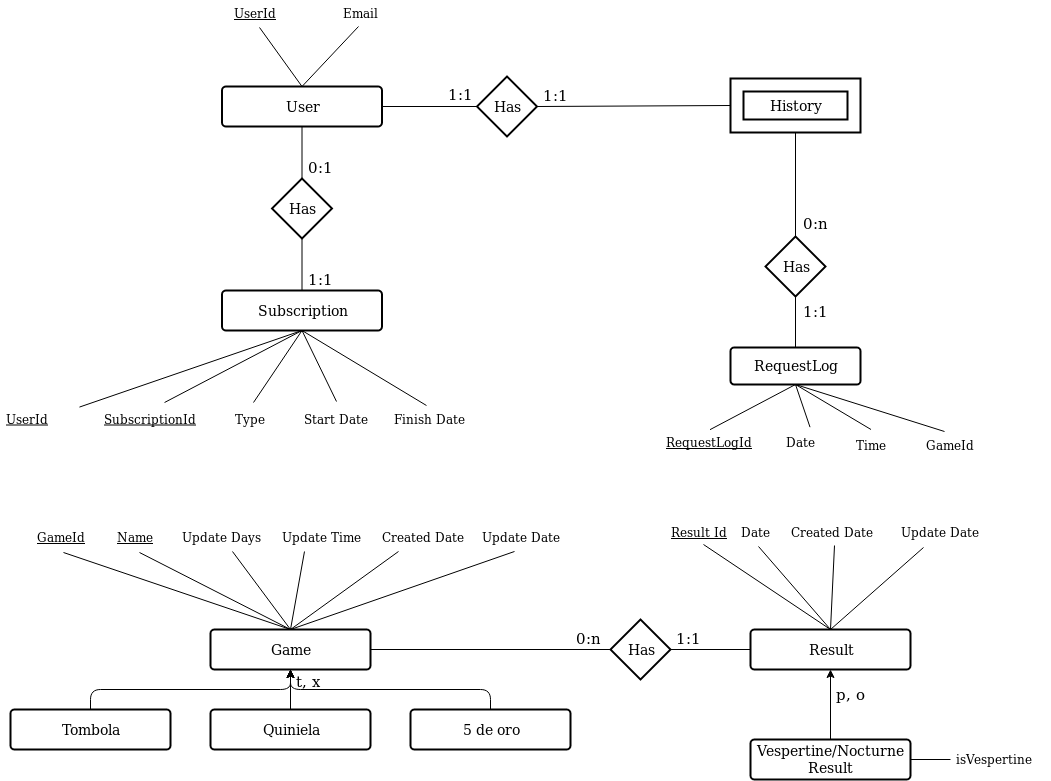 UserId Email
User 1:1 Has 1:1 History
0:1
Has
1:1
Subscription
UserId SubscriptionId Type Start Date Finish Date
0:n
Has
1:1
RequestLog
RequestLogId Date Time GameId
GameId Name Update Days Update Time Created Date Update Date
Result Id Date Created Date Update Date
Game 0:n Has 1:1 Result
t, x
p, o
Tombola Quiniela 5 de oro
Vespertine/Nocturne
Result
isVespertine